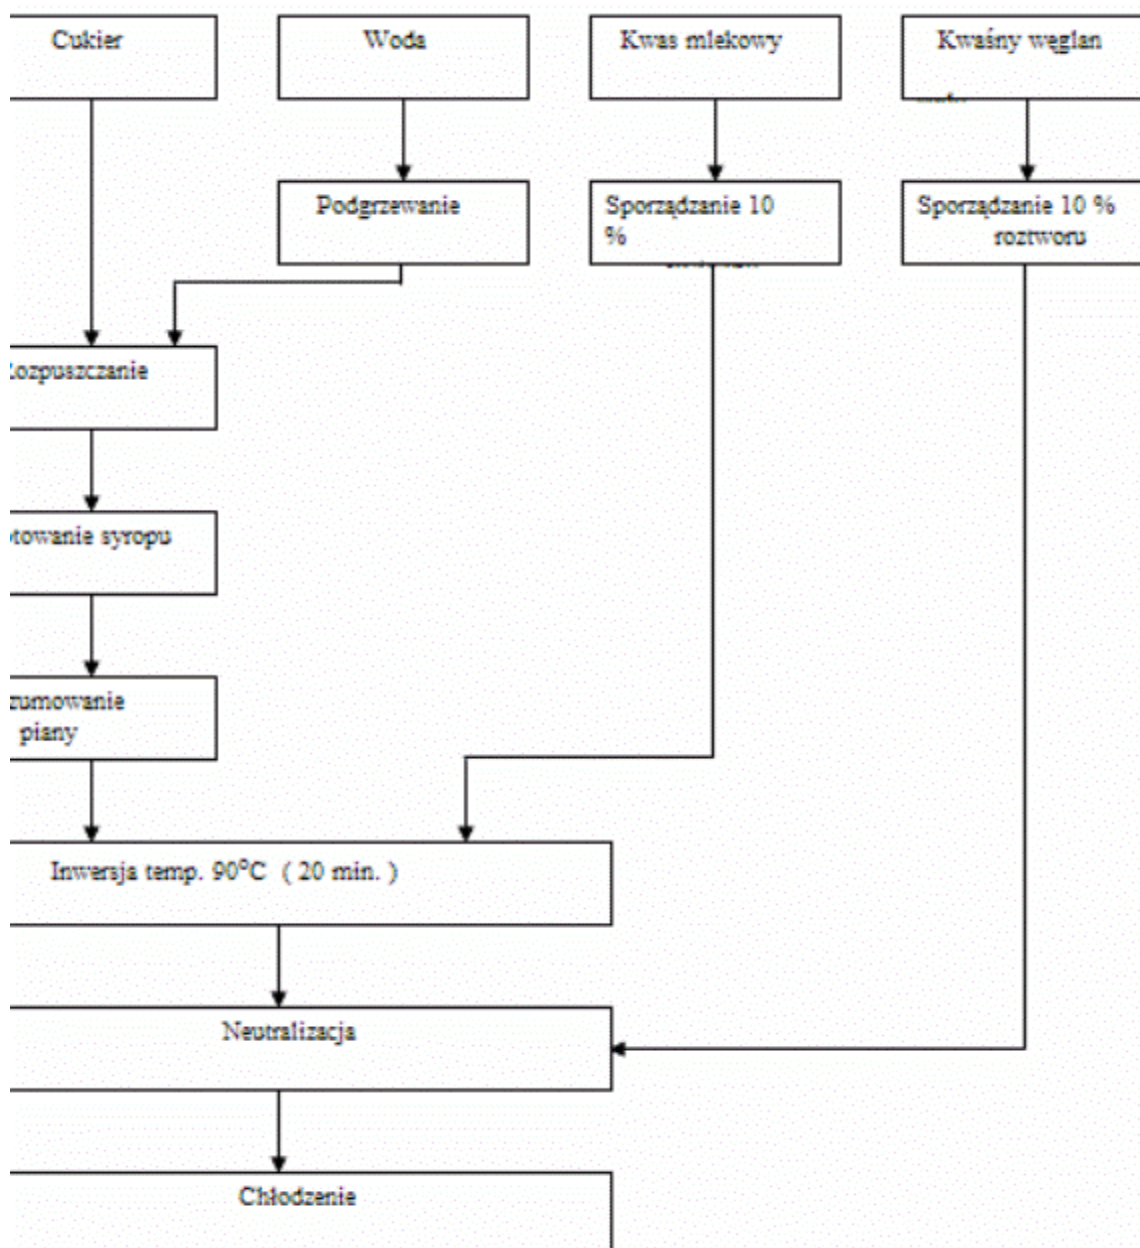 Cukier
Woda
Kwas mlekowy
Kwaśny węglan
Podgrzewanie
Sporządzanie 10
%
Sporządzanie 10 %
roztworu
ozpuszczanie
towanie syropu
zumowanie
piany
Inwersja temp. 90°C ( 20 min. )
Neutralizacja
Chłodzenie